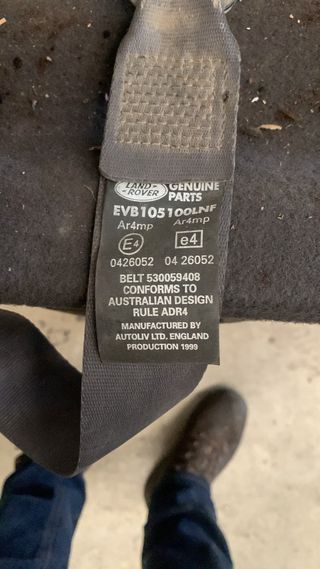 LAND-
ROVER
GENUINE
PARTS
EVB105100LNF
Ar4mp Ar4mp
E4 e4
0426052 04 26052
BELT 530059408
CONFORMS TO
AUSTRALIAN DESIGN
RULE ADR4
MANUFACTURED BY
AUTOLIV LTD. ENGLAND
PRODUCTION 1999